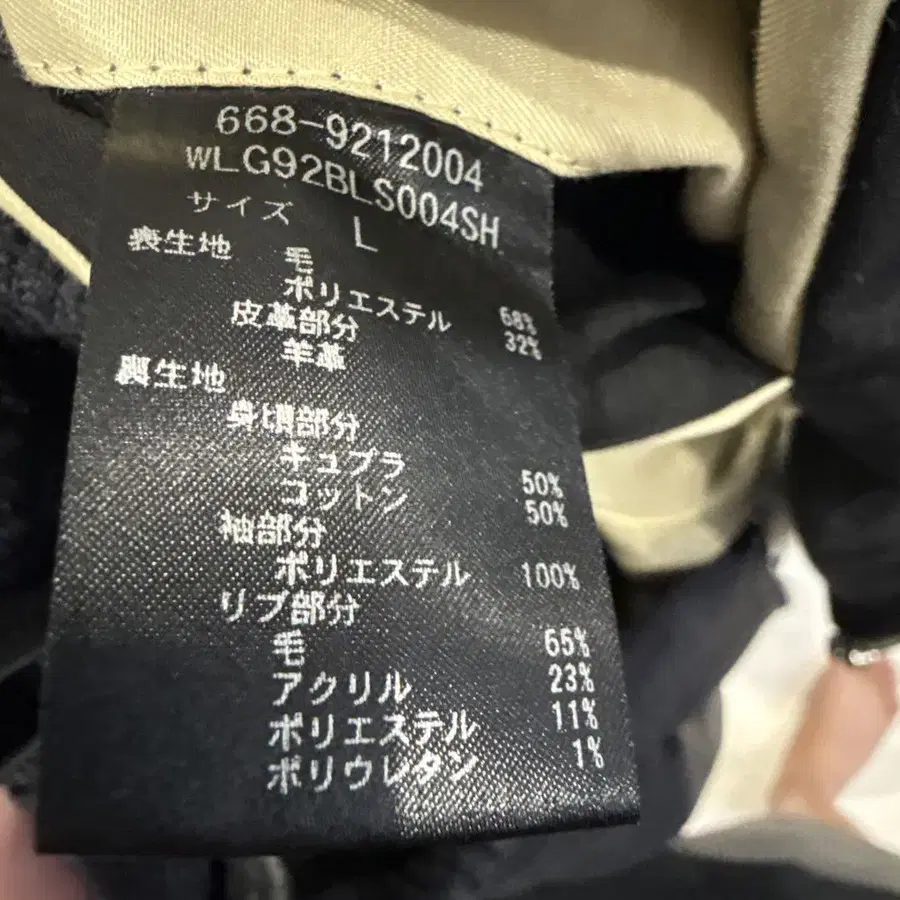 668-9212004
WLG92BLS004SH
サイズ L
表生地
毛 68%
ポリエステル 32%
皮革部分
羊革
裏生地
身頃部分
キュプラ 50%
コットン 50%
袖部分
ポリエステル 100%
リブ部分
毛 65%
アクリル 23%
ポリエステル 11%
ポリウレタン 1%